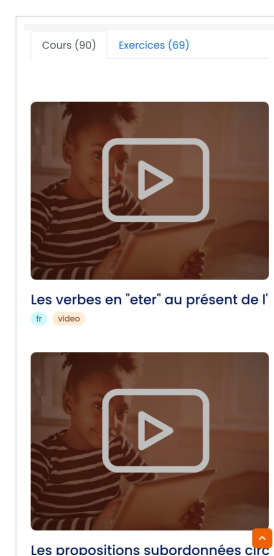 Cours (90)
Exercices (69)
Les verbes en "eter" au présent de l'
fr
video
Les propositions subordonnées circ